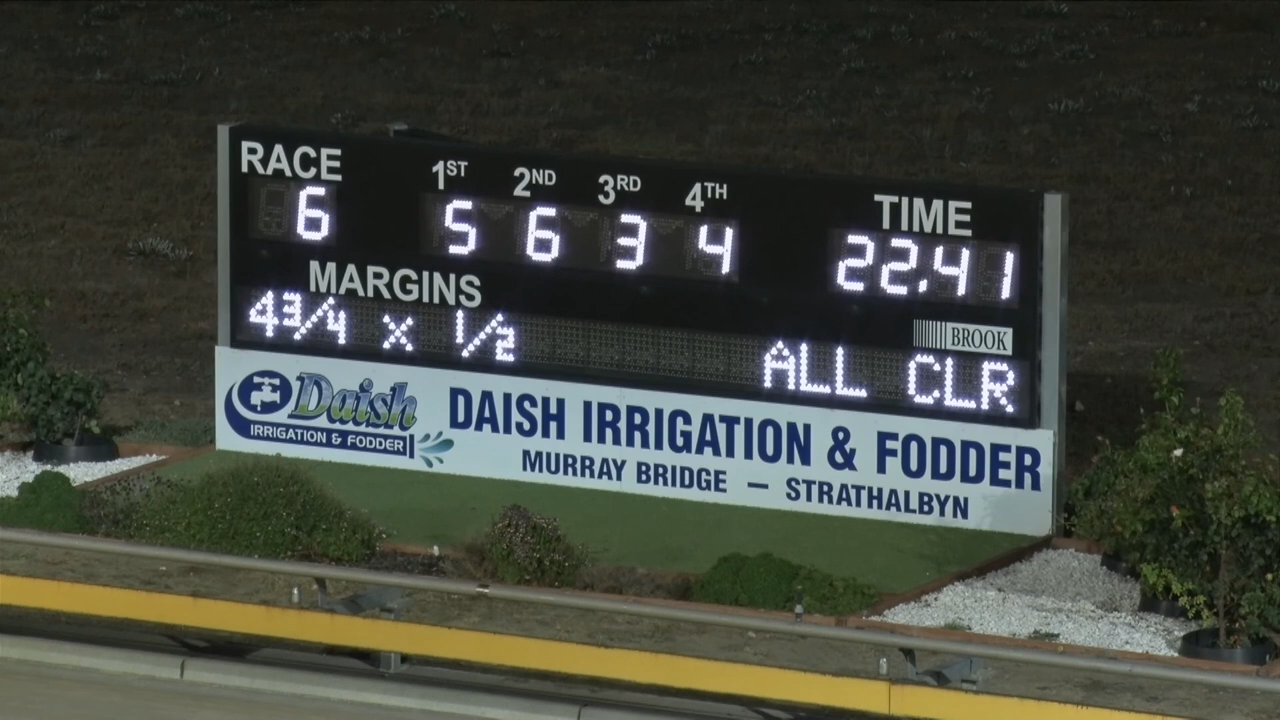 RACE 1ST 2ND 3RD 4TH TIME
6 5 6 3 4 22.41
MARGINS
BROOK
4¾ x ½ ALL CLR
Daish
IRRIGATION & FODDER
DAISH IRRIGATION & FODDER
MURRAY BRIDGE – STRATHALBYN